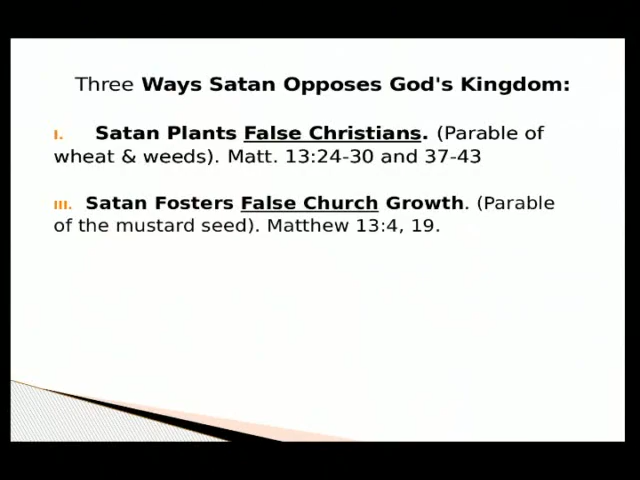 Three Ways Satan Opposes God's Kingdom:
I. Satan Plants False Christians. (Parable of
wheat & weeds). Matt. 13:24-30 and 37-43
III. Satan Fosters False Church Growth. (Parable
of the mustard seed). Matthew 13:4, 19.